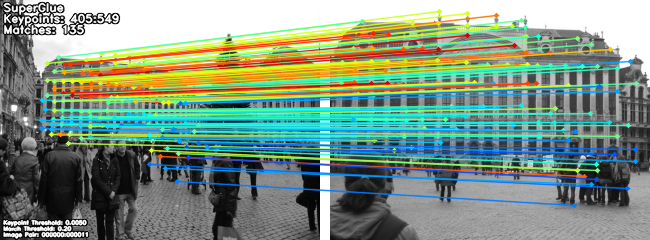 SuperGlue
Keypoints: 405:549
Matches: 135
Keypoint Threshold: 0.0050
Match Threshold: 0.20
Image Pair: 000000:000011